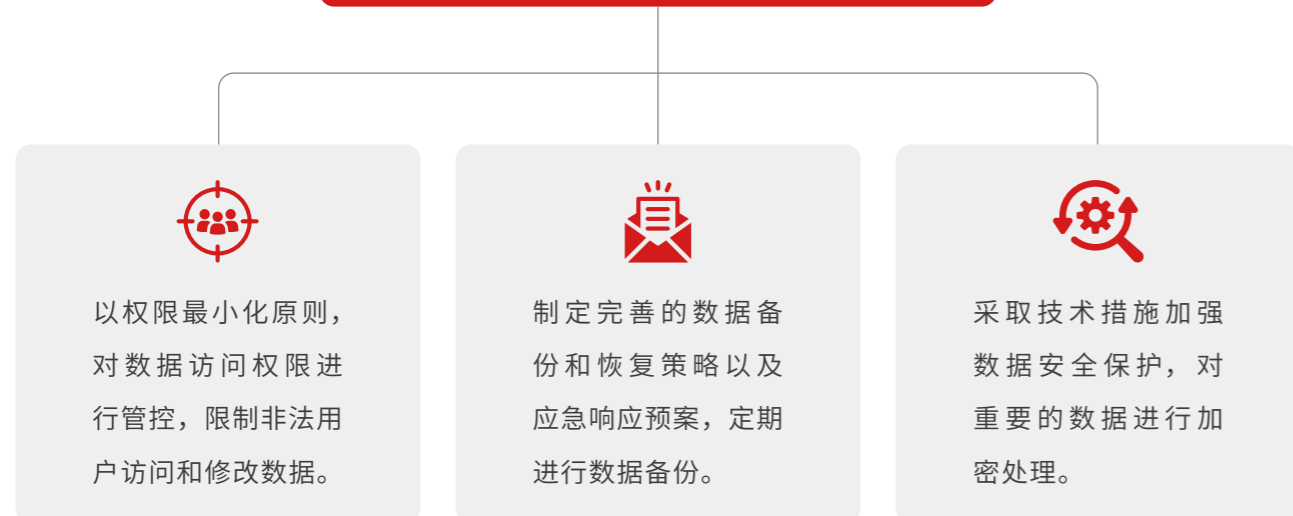 以权限最小化原则，
对数据访问权限进
行管控，限制非法用
户访问和修改数据。
制定完善的数据备
份和恢复策略以及
应急响应预案，定期
进行数据备份。
采取技术措施加强
数据安全保护，对
重要的数据进行加
密处理。